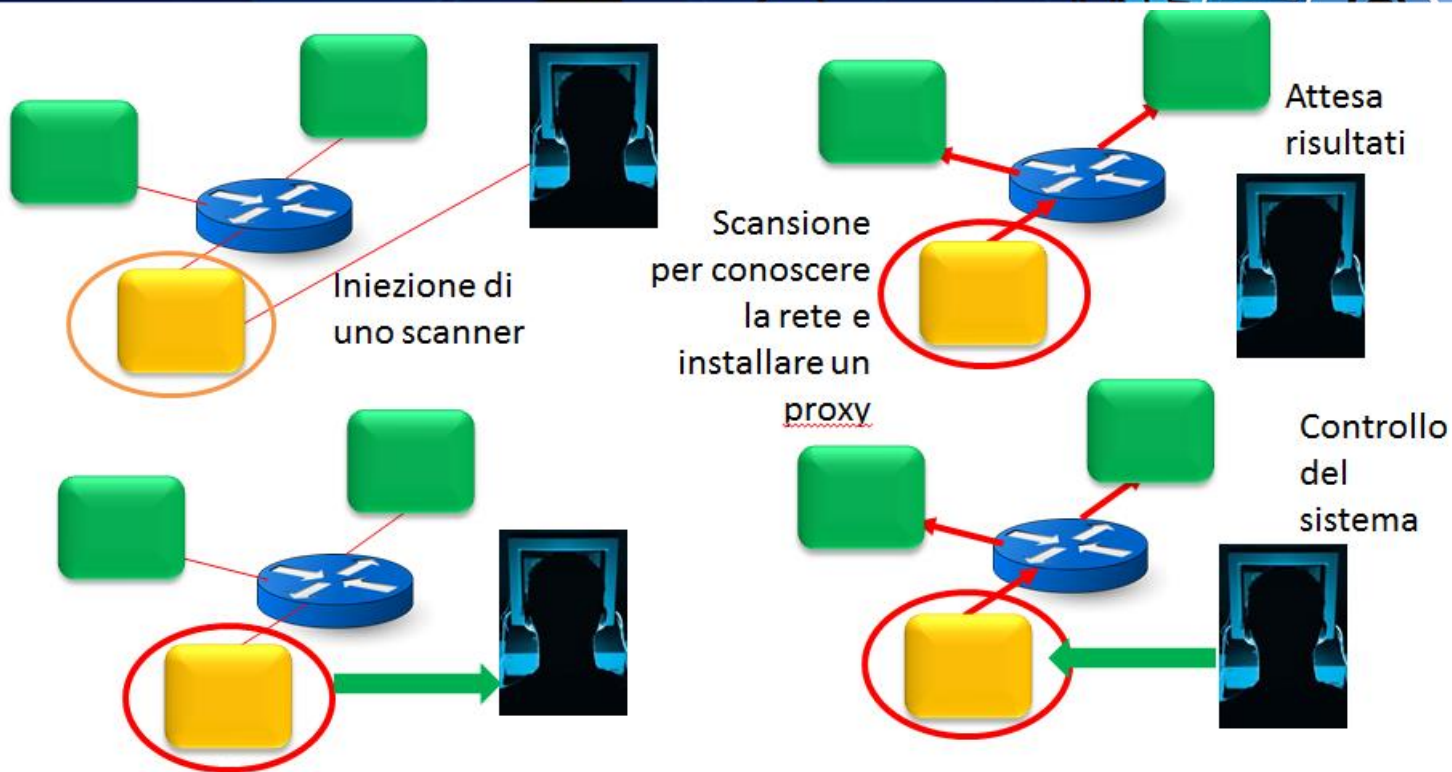 Iniezione di
uno scanner
Scansione
per conoscere
la rete e
installare un
proxy
Attesa
risultati
Controllo
del
sistema